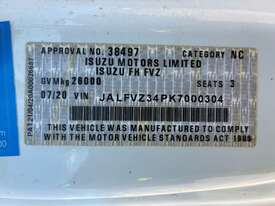 APPROVAL NO. 38497 CATEGORY NC
ISUZU MOTORS LIMITED
ISUZU FH FVZ
GVMkg 26000 SEATS 3
07/20 VIN JALFVZ34PK7000304
THIS VEHICLE WAS MANUFACTURED TO COMPLY
WITH THE MOTOR VEHICLE STANDARDS ACT 1989